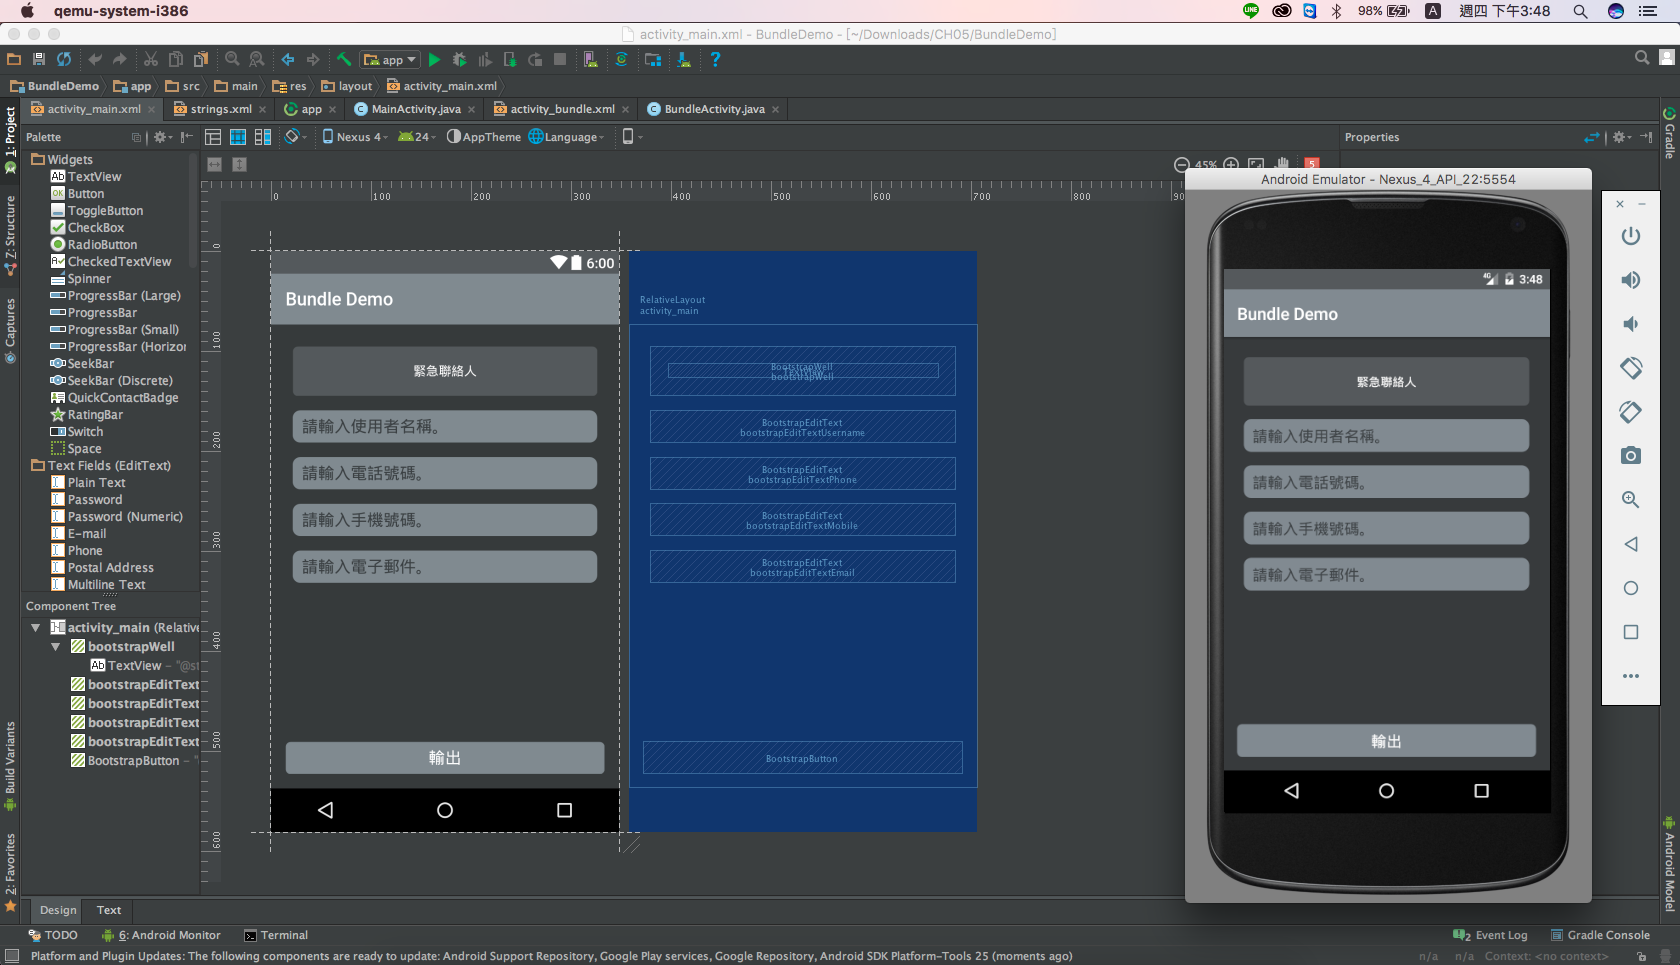 qemu-system-i386
98%
A
週四 下午3:48
activity_main.xml - BundleDemo - [~/Downloads/CH05/BundleDemo]
app
BundleDemo
app
src
main
res
layout
activity_main.xml
activity_main.xml
strings.xml
app
MainActivity.java
activity_bundle.xml
BundleActivity.java
Palette
Nexus 4
24
AppTheme
Language
Properties
45%
5
1: Project
Z: Structure
Captures
Build Variants
2: Favorites
Gradle
Android Model
Widgets
Ab TextView
OK Button
ToggleButton
CheckBox
RadioButton
CheckedTextView
Spinner
ProgressBar (Large)
ProgressBar
ProgressBar (Small)
ProgressBar (Horizor
SeekBar
SeekBar (Discrete)
QuickContactBadge
RatingBar
Switch
Space
Text Fields (EditText)
Plain Text
Password
Password (Numeric)
E-mail
Phone
Postal Address
Multiline Text
Component Tree
activity_main (Relative
bootstrapWell
Ab TextView - "@st
bootstrapEditText
bootstrapEditText
bootstrapEditText
bootstrapEditText
BootstrapButton - "
0 100 200 300 400 500 600 700 800 900
0
100
200
300
400
500
600
6:00
Bundle Demo
緊急聯絡人
請輸入使用者名稱。
請輸入電話號碼。
請輸入手機號碼。
請輸入電子郵件。
輸出
RelativeLayout
activity_main
BootstrapWell
TextView
bootstrapWell
BootstrapEditText
bootstrapEditTextUsername
BootstrapEditText
bootstrapEditTextPhone
BootstrapEditText
bootstrapEditTextMobile
BootstrapEditText
bootstrapEditTextEmail
BootstrapButton
Android Emulator - Nexus_4_API_22:5554
4G
3:48
Bundle Demo
緊急聯絡人
請輸入使用者名稱。
請輸入電話號碼。
請輸入手機號碼。
請輸入電子郵件。
輸出
Design
Text
TODO
6: Android Monitor
Terminal
2 Event Log
Gradle Console
Platform and Plugin Updates: The following components are ready to update: Android Support Repository, Google Play services, Google Repository, Android SDK Platform-Tools 25 (moments ago)
n/a
n/a
Context: <no context>